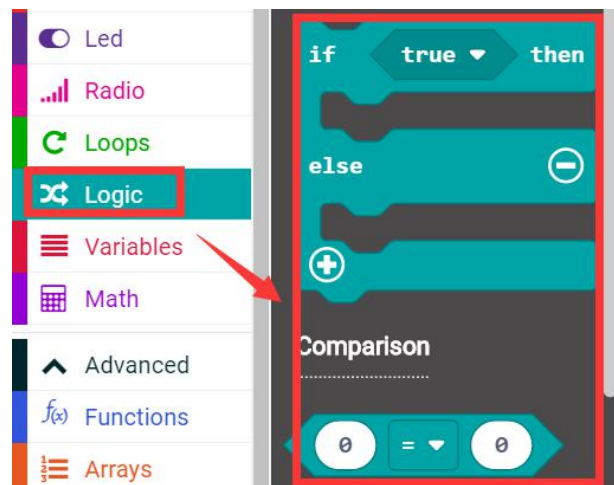 Led
Radio
Loops
Logic
Variables
Math
Advanced
f(x) Functions
Arrays
if true then
else
Comparison
0 = 0